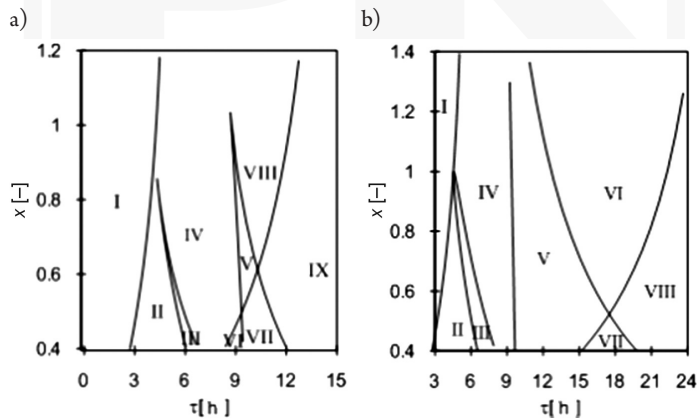 a)
1.2
1
0.8
0.6
0.4
x [-]
I
II
III
IV
V
VI
VII
VIII
IX
0 3 6 9 12 15
τ[h]
b)
1.4
1.2
1
0.8
0.6
0.4
x [-]
I
II
III
IV
V
VI
VII
VIII
3 6 9 12 15 18 21 24
τ[h]